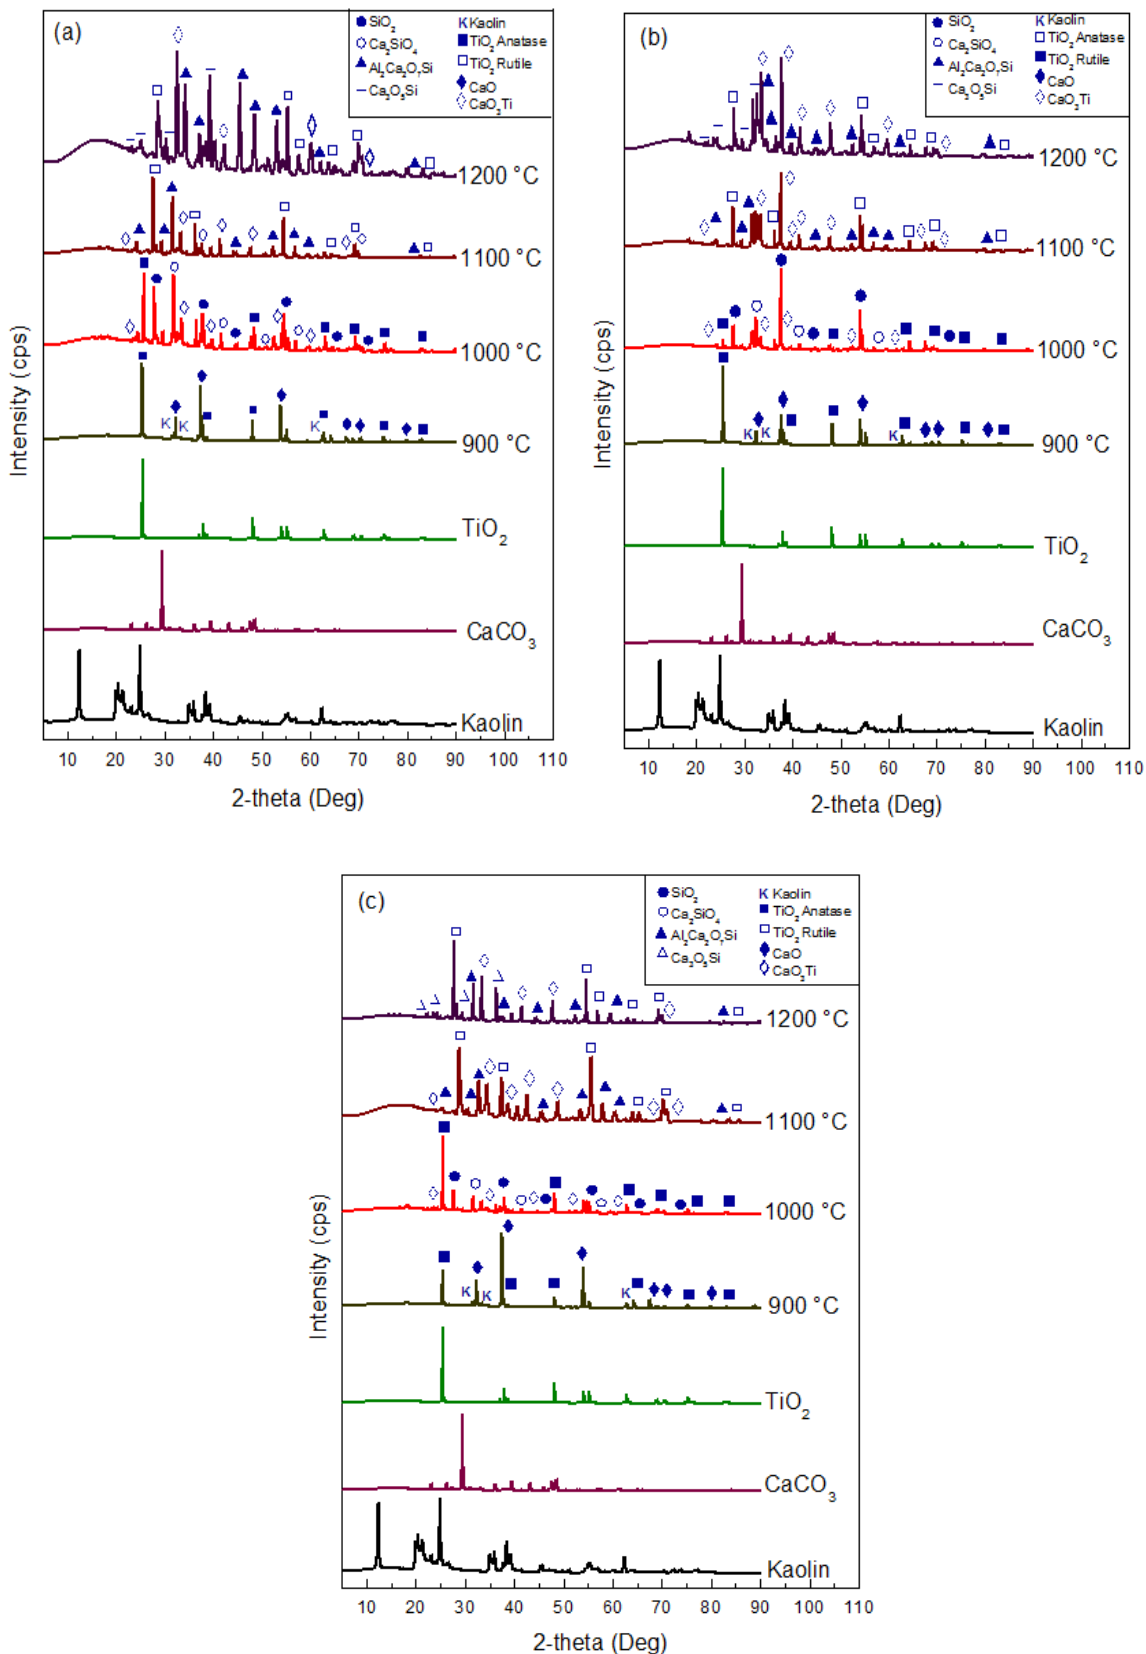 (a)
SiO2
Ca2SiO4
Al2Ca2O7Si
Ca3O5Si
K Kaolin
TiO2 Anatase
TiO2 Rutile
CaO
CaO3Ti
1200 °C
1100 °C
1000 °C
K K K
900 °C
TiO2
CaCO3
Kaolin
Intensity (cps)
10 20 30 40 50 60 70 80 90 100 110
2-theta (Deg)
(b)
SiO2
Ca2SiO4
Al2Ca2O7Si
Ca3O5Si
K Kaolin
TiO2 Anatase
TiO2 Rutile
CaO
CaO3Ti
1200 °C
1100 °C
1000 °C
K K K
900 °C
TiO2
CaCO3
Kaolin
Intensity (cps)
10 20 30 40 50 60 70 80 90 100 110
2-theta (Deg)
(c)
SiO2
Ca2SiO4
Al2Ca2O7Si
Ca3O5Si
K Kaolin
TiO2 Anatase
TiO2 Rutile
CaO
CaO3Ti
1200 °C
1100 °C
1000 °C
K K K
900 °C
TiO2
CaCO3
Kaolin
Intensity (cps)
10 20 30 40 50 60 70 80 90 100 110
2-theta (Deg)